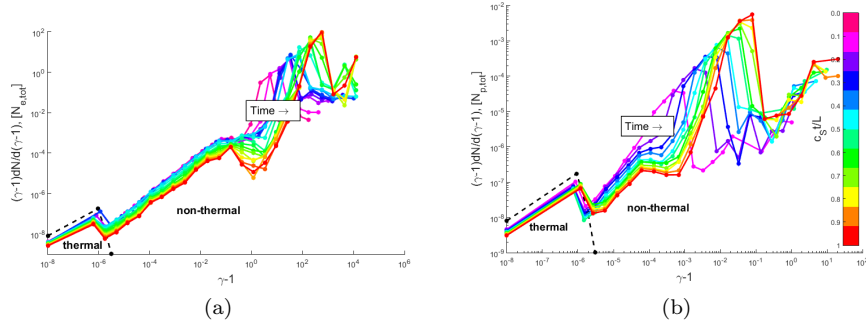 (γ-1)dN/d(γ-1), [N_e,tot]
10^2
10^0
10^-2
10^-4
10^-6
10^-8
Time →
non-thermal
thermal
10^-8 10^-6 10^-4 10^-2 10^0 10^2 10^4 10^6
γ-1
(a)
(γ-1)dN/d(γ-1), [N_p,tot]
10^-2
10^-3
10^-4
10^-5
10^-6
10^-7
10^-8
10^-9
Time →
non-thermal
thermal
10^-8 10^-7 10^-6 10^-5 10^-4 10^-3 10^-2 10^-1 10^0 10^1 10^2
γ-1
(b)
0.0
0.3
0.4
0.5
0.6
0.7
0.8
0.9
1
c_S t/L